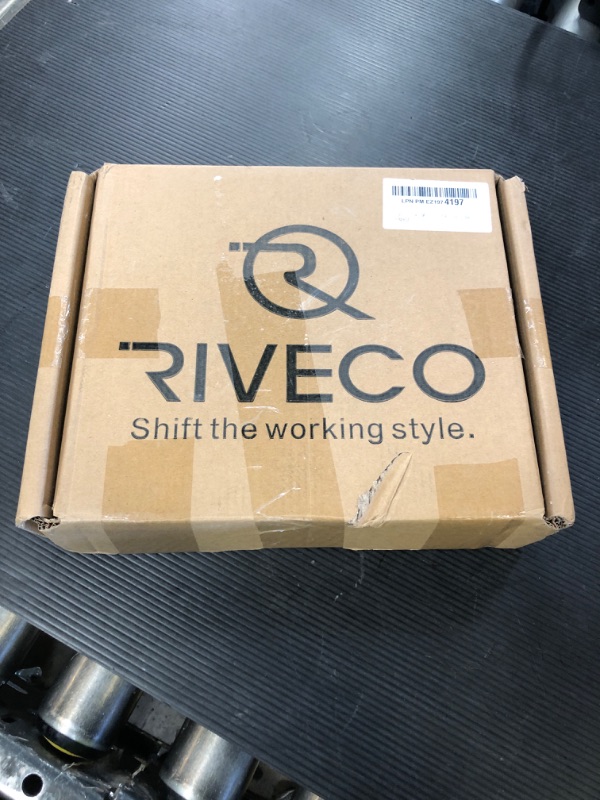 4197
RIVECO
Shift the working style.